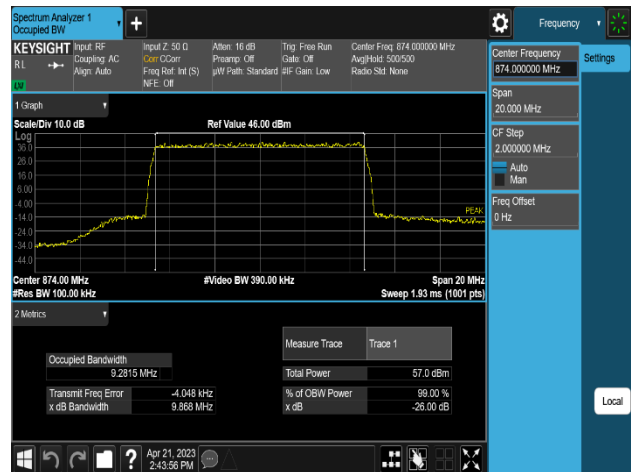 Spectrum Analyzer 1
Occupied BW
Frequency
KEYSIGHT
R L
Input: RF
Coupling: AC
Align: Auto
Input Z: 50 Ω
Corr CCorr
Freq Ref: Int (S)
NFE: Off
Atten: 16 dB
Preamp: Off
µW Path: Standard
Trig: Free Run
Gate: Off
#IF Gain: Low
Center Freq: 874.000000 MHz
Avg|Hold: 500/500
Radio Std: None
1 Graph
Scale/Div 10.0 dB
Ref Value 46.00 dBm
Log
36.0
26.0
16.0
6.00
-4.00
-14.0
-24.0
-34.0
-44.0
PEAK
Center 874.00 MHz
#Video BW 390.00 kHz
Span 20 MHz
#Res BW 100.00 kHz
Sweep 1.93 ms (1001 pts)
2 Metrics
Measure Trace
Trace 1
Occupied Bandwidth
9.2815 MHz
Total Power
57.0 dBm
Transmit Freq Error
-4.048 kHz
% of OBW Power
99.00 %
x dB Bandwidth
9.868 MHz
x dB
-26.00 dB
Center Frequency
874.000000 MHz
Settings
Span
20.000 MHz
CF Step
2.000000 MHz
Auto
Man
Freq Offset
0 Hz
Local
?
Apr 21, 2023
2:43:56 PM